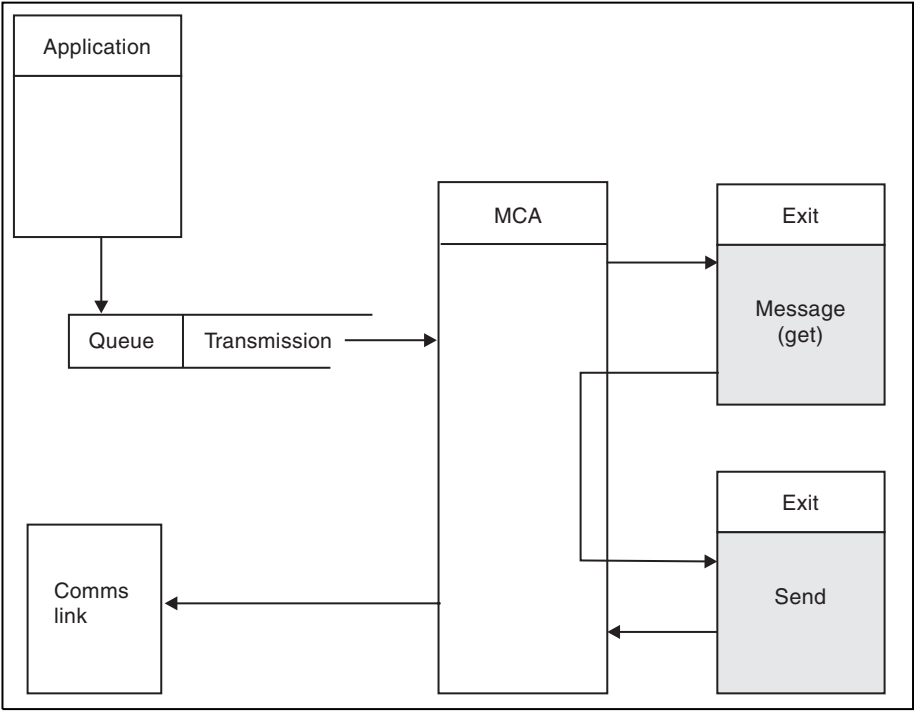 Application
MCA
Exit
Message
(get)
Queue
Transmission
Exit
Send
Comms
link